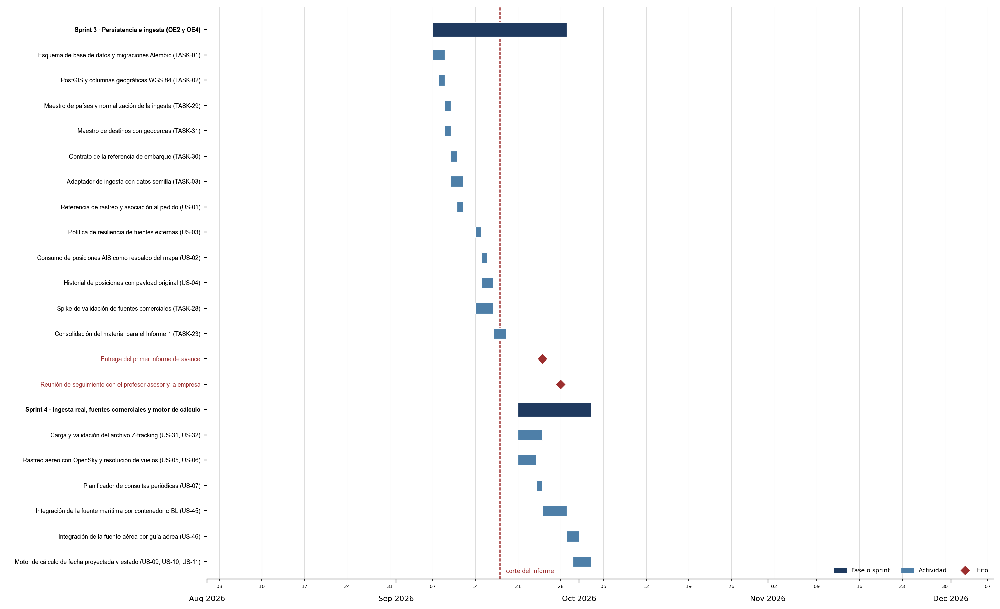 Sprint 3 · Persistencia e ingesta (OE2 y OE4)
Esquema de base de datos y migraciones Alembic (TASK-01)
PostGIS y columnas geográficas WGS 84 (TASK-02)
Maestro de países y normalización de la ingesta (TASK-29)
Maestro de destinos con geocercas (TASK-31)
Contrato de la referencia de embarque (TASK-30)
Adaptador de ingesta con datos semilla (TASK-03)
Referencia de rastreo y asociación al pedido (US-01)
Política de resiliencia de fuentes externas (US-03)
Consumo de posiciones AIS como respaldo del mapa (US-02)
Historial de posiciones con payload original (US-04)
Spike de validación de fuentes comerciales (TASK-28)
Consolidación del material para el Informe 1 (TASK-23)
Entrega del primer informe de avance
Reunión de seguimiento con el profesor asesor y la empresa
Sprint 4 · Ingesta real, fuentes comerciales y motor de cálculo
Carga y validación del archivo Z-tracking (US-31, US-32)
Rastreo aéreo con OpenSky y resolución de vuelos (US-05, US-06)
Planificador de consultas periódicas (US-07)
Integración de la fuente marítima por contenedor o BL (US-45)
Integración de la fuente aérea por guía aérea (US-46)
Motor de cálculo de fecha proyectada y estado (US-09, US-10, US-11)
corte del informe
Fase o sprint Actividad Hito
03 10 17 24 31 07 14 21 28 05 12 19 26 02 09 16 23 30 07
Aug 2026 Sep 2026 Oct 2026 Nov 2026 Dec 2026